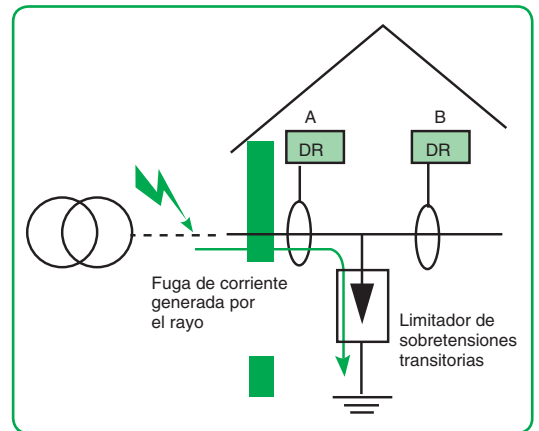 A
B
DR
DR
Fuga de corriente
generada por
el rayo
Limitador de
sobretensiones
transitorias